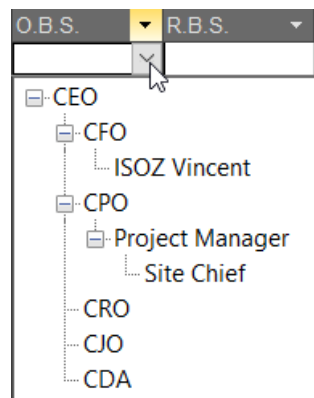 O.B.S. R.B.S.
CEO
CFO
ISOZ Vincent
CPO
Project Manager
Site Chief
CRO
CJO
CDA